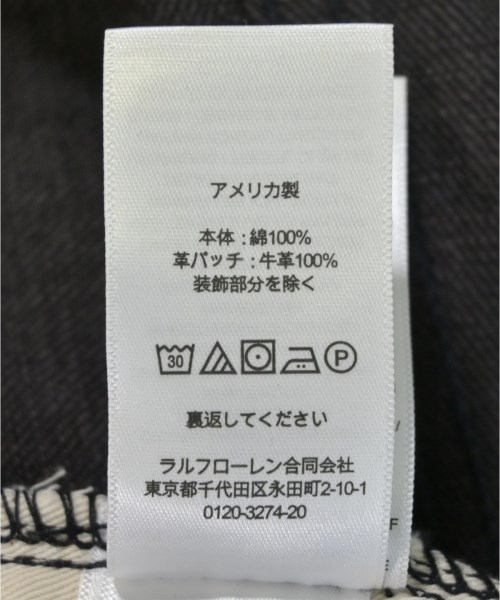 アメリカ製
本体 : 綿100%
革パッチ : 牛革100%
装飾部分を除く
30
P
裏返してください
ラルフローレン合同会社
東京都千代田区永田町2-10-1
0120-3274-20
F
E